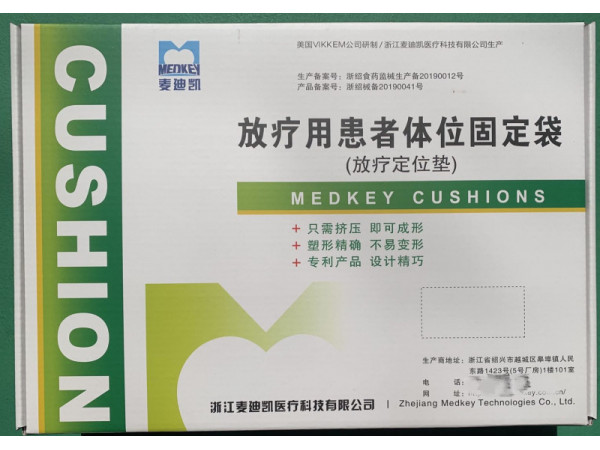 CUSHION
MEDKEY
麦迪凯
美国VIKKEM公司研制/浙江麦迪凯医疗科技有限公司生产
生产备案号：浙绍食药监械生产备20190012号
产品备案号：浙绍械备20190041号
放疗用患者体位固定袋
(放疗定位垫)
MEDKEY CUSHIONS
+ 只需挤压 即可成形
+ 塑形精确 不易变形
+ 专利产品 设计精巧
生产商地址：浙江省绍兴市越城区皋埠镇人民
东路1423号(5号厂房)1楼101室
电 话：
网 址：
浙江麦迪凯医疗科技有限公司 | Zhejiang Medkey Technologies Co., Ltd.